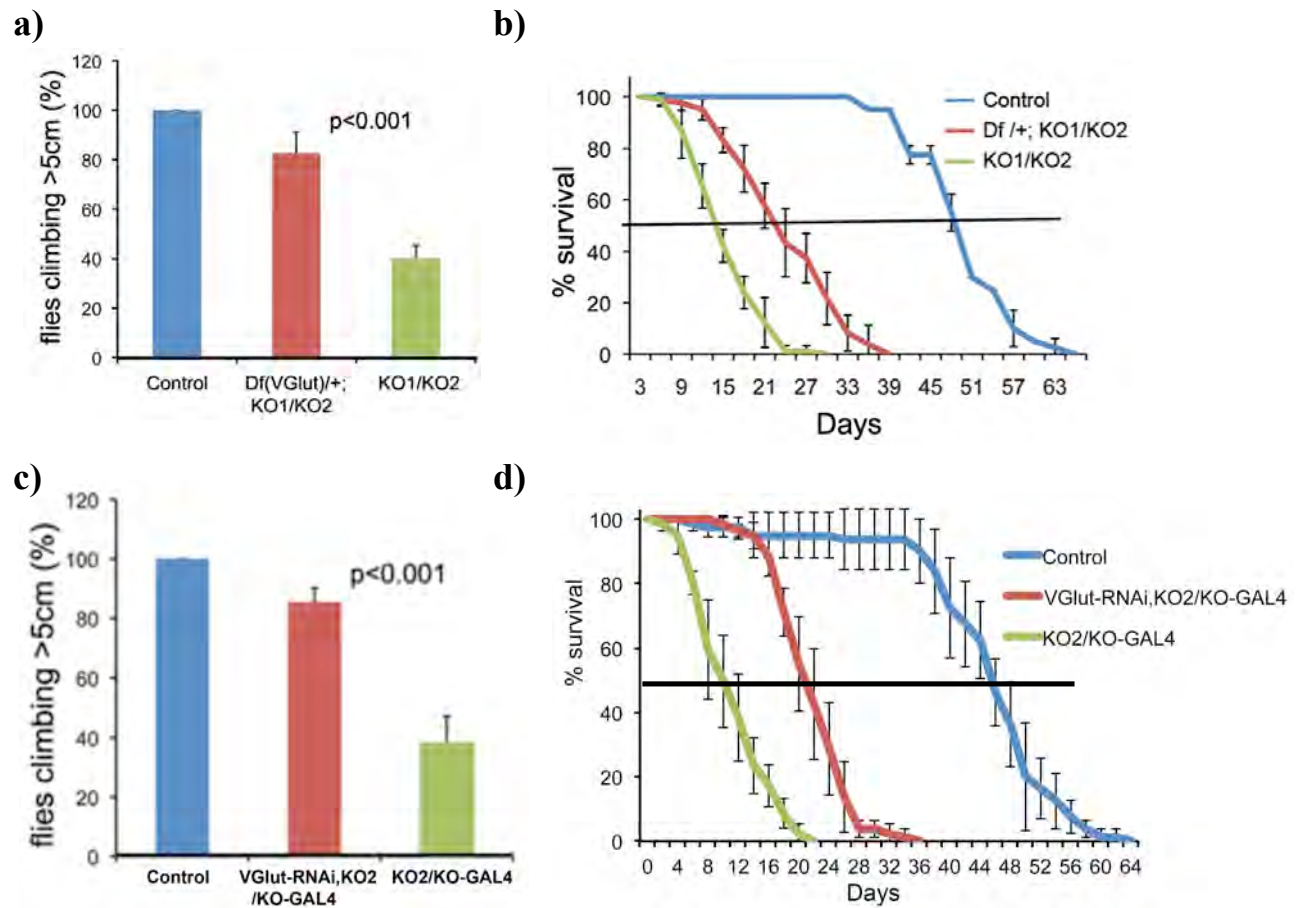 a)
flies climbing >5cm (%)
120
100
80
60
40
20
0
p<0.001
Control
Df(VGlut)/+;
KO1/KO2
KO1/KO2
b)
% survival
100
80
60
40
20
0
Control
Df /+; KO1/KO2
KO1/KO2
3 9 15 21 27 33 39 45 51 57 63
Days
c)
flies climbing >5cm (%)
120
100
80
60
40
20
0
p<0.001
Control
VGlut-RNAi,KO2
/KO-GAL4
KO2/KO-GAL4
d)
% survival
100
80
60
40
20
0
Control
VGlut-RNAi,KO2/KO-GAL4
KO2/KO-GAL4
0 4 8 12 16 20 24 28 32 36 40 44 48 52 56 60 64
Days